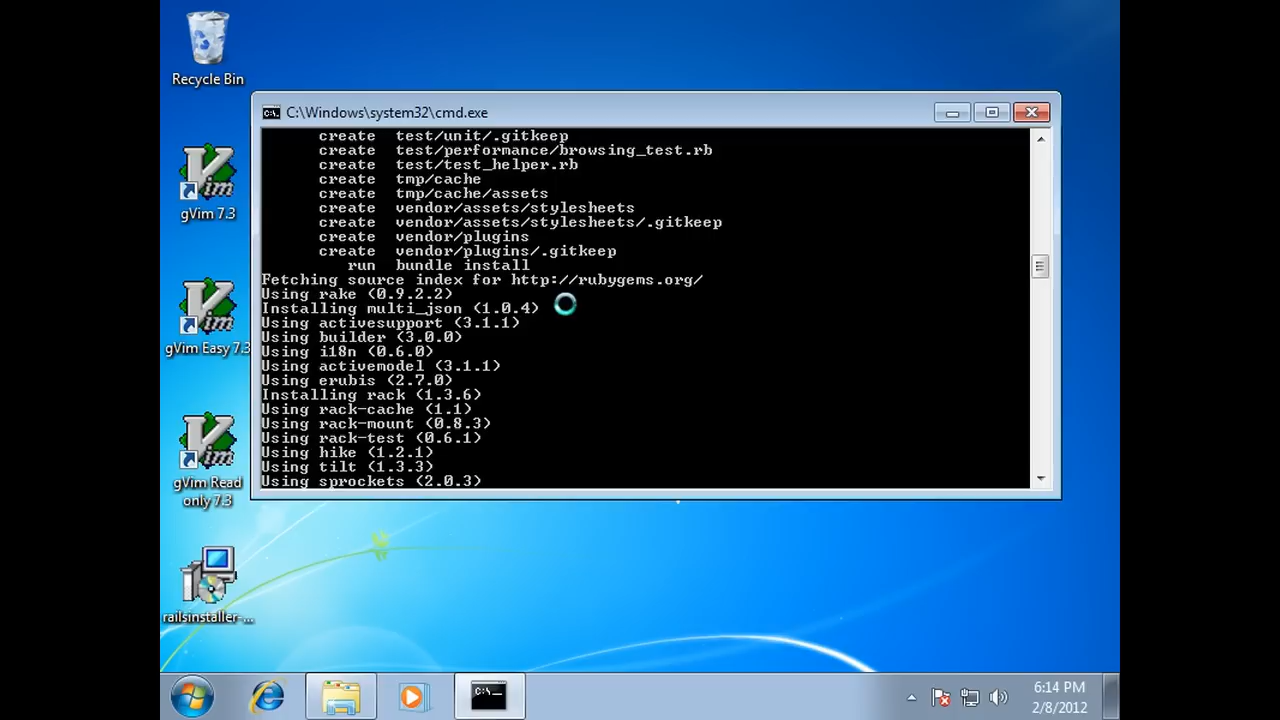 Recycle Bin
gVim 7.3
gVim Easy 7.3
gVim Read
only 7.3
railsinstaller-...
C:\Windows\system32\cmd.exe
create test/unit/.gitkeep
create test/performance/browsing_test.rb
create test/test_helper.rb
create tmp/cache
create tmp/cache/assets
create vendor/assets/stylesheets
create vendor/assets/stylesheets/.gitkeep
create vendor/plugins
create vendor/plugins/.gitkeep
run bundle install
Fetching source index for http://rubygems.org/
Using rake (0.9.2.2)
Installing multi_json (1.0.4)
Using activesupport (3.1.1)
Using builder (3.0.0)
Using i18n (0.6.0)
Using activemodel (3.1.1)
Using erubis (2.7.0)
Installing rack (1.3.6)
Using rack-cache (1.1)
Using rack-mount (0.8.3)
Using rack-test (0.6.1)
Using hike (1.2.1)
Using tilt (1.3.3)
Using sprockets (2.0.3)
6:14 PM
2/8/2012